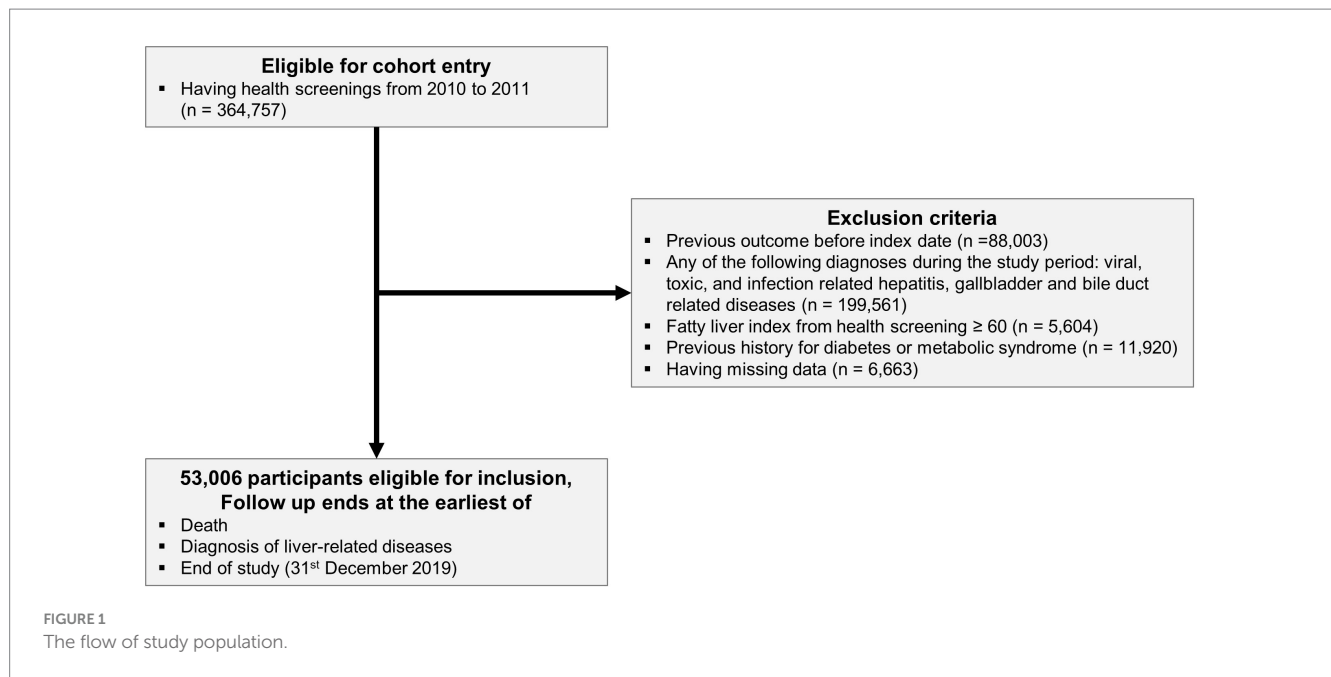 Eligible for cohort entry
▪ Having health screenings from 2010 to 2011
(n = 364,757)
Exclusion criteria
▪ Previous outcome before index date (n =88,003)
▪ Any of the following diagnoses during the study period: viral,
toxic, and infection related hepatitis, gallbladder and bile duct
related diseases (n = 199,561)
▪ Fatty liver index from health screening ≥ 60 (n = 5,604)
▪ Previous history for diabetes or metabolic syndrome (n = 11,920)
▪ Having missing data (n = 6,663)
53,006 participants eligible for inclusion,
Follow up ends at the earliest of
▪ Death
▪ Diagnosis of liver-related diseases
▪ End of study (31st December 2019)
FIGURE 1
The flow of study population.